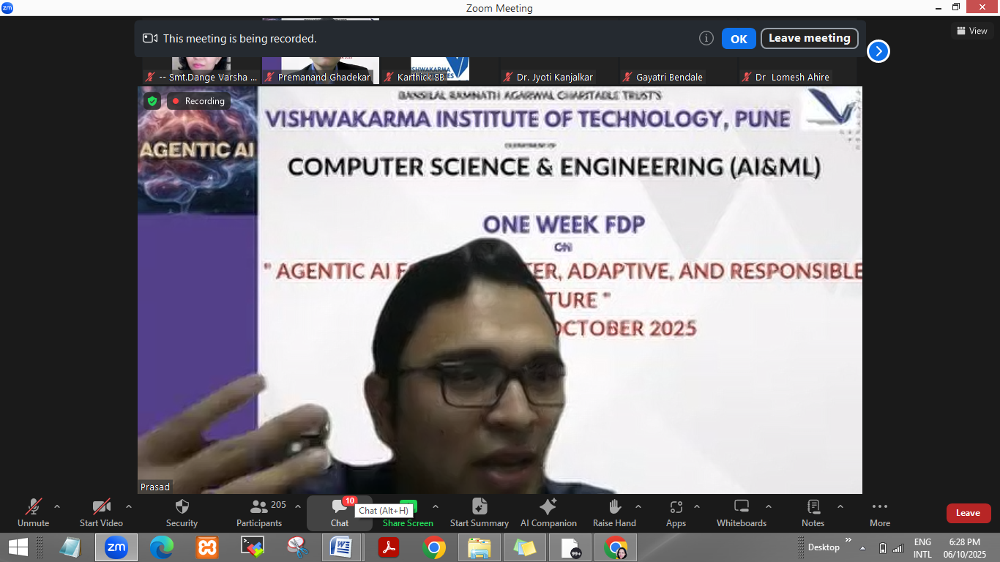 Zoom Meeting
This meeting is being recorded.
OK
Leave meeting
View
-- Smt.Dange Varsha ...
Premanand Ghadekar
Karthick SB
Dr. Jyoti Kanjalkar
Gayatri Bendale
Dr Lomesh Ahire
Recording
BANSILAL RAMNATH AGARWAL CHARITABLE TRUST'S
VISHWAKARMA INSTITUTE OF TECHNOLOGY, PUNE
AGENTIC AI
COMPUTER SCIENCE & ENGINEERING (AI&ML)
ONE WEEK FDP
ON
" AGENTIC AI F ER, ADAPTIVE, AND RESPONSIBLE
TURE "
OCTOBER 2025
Prasad
205
10
Chat (Alt+H)
Unmute
Start Video
Security
Participants
Chat
Share Screen
Start Summary
AI Companion
Raise Hand
Apps
Whiteboards
Notes
More
Leave
zm
99+
Desktop
ENG
INTL
6:28 PM
06/10/2025